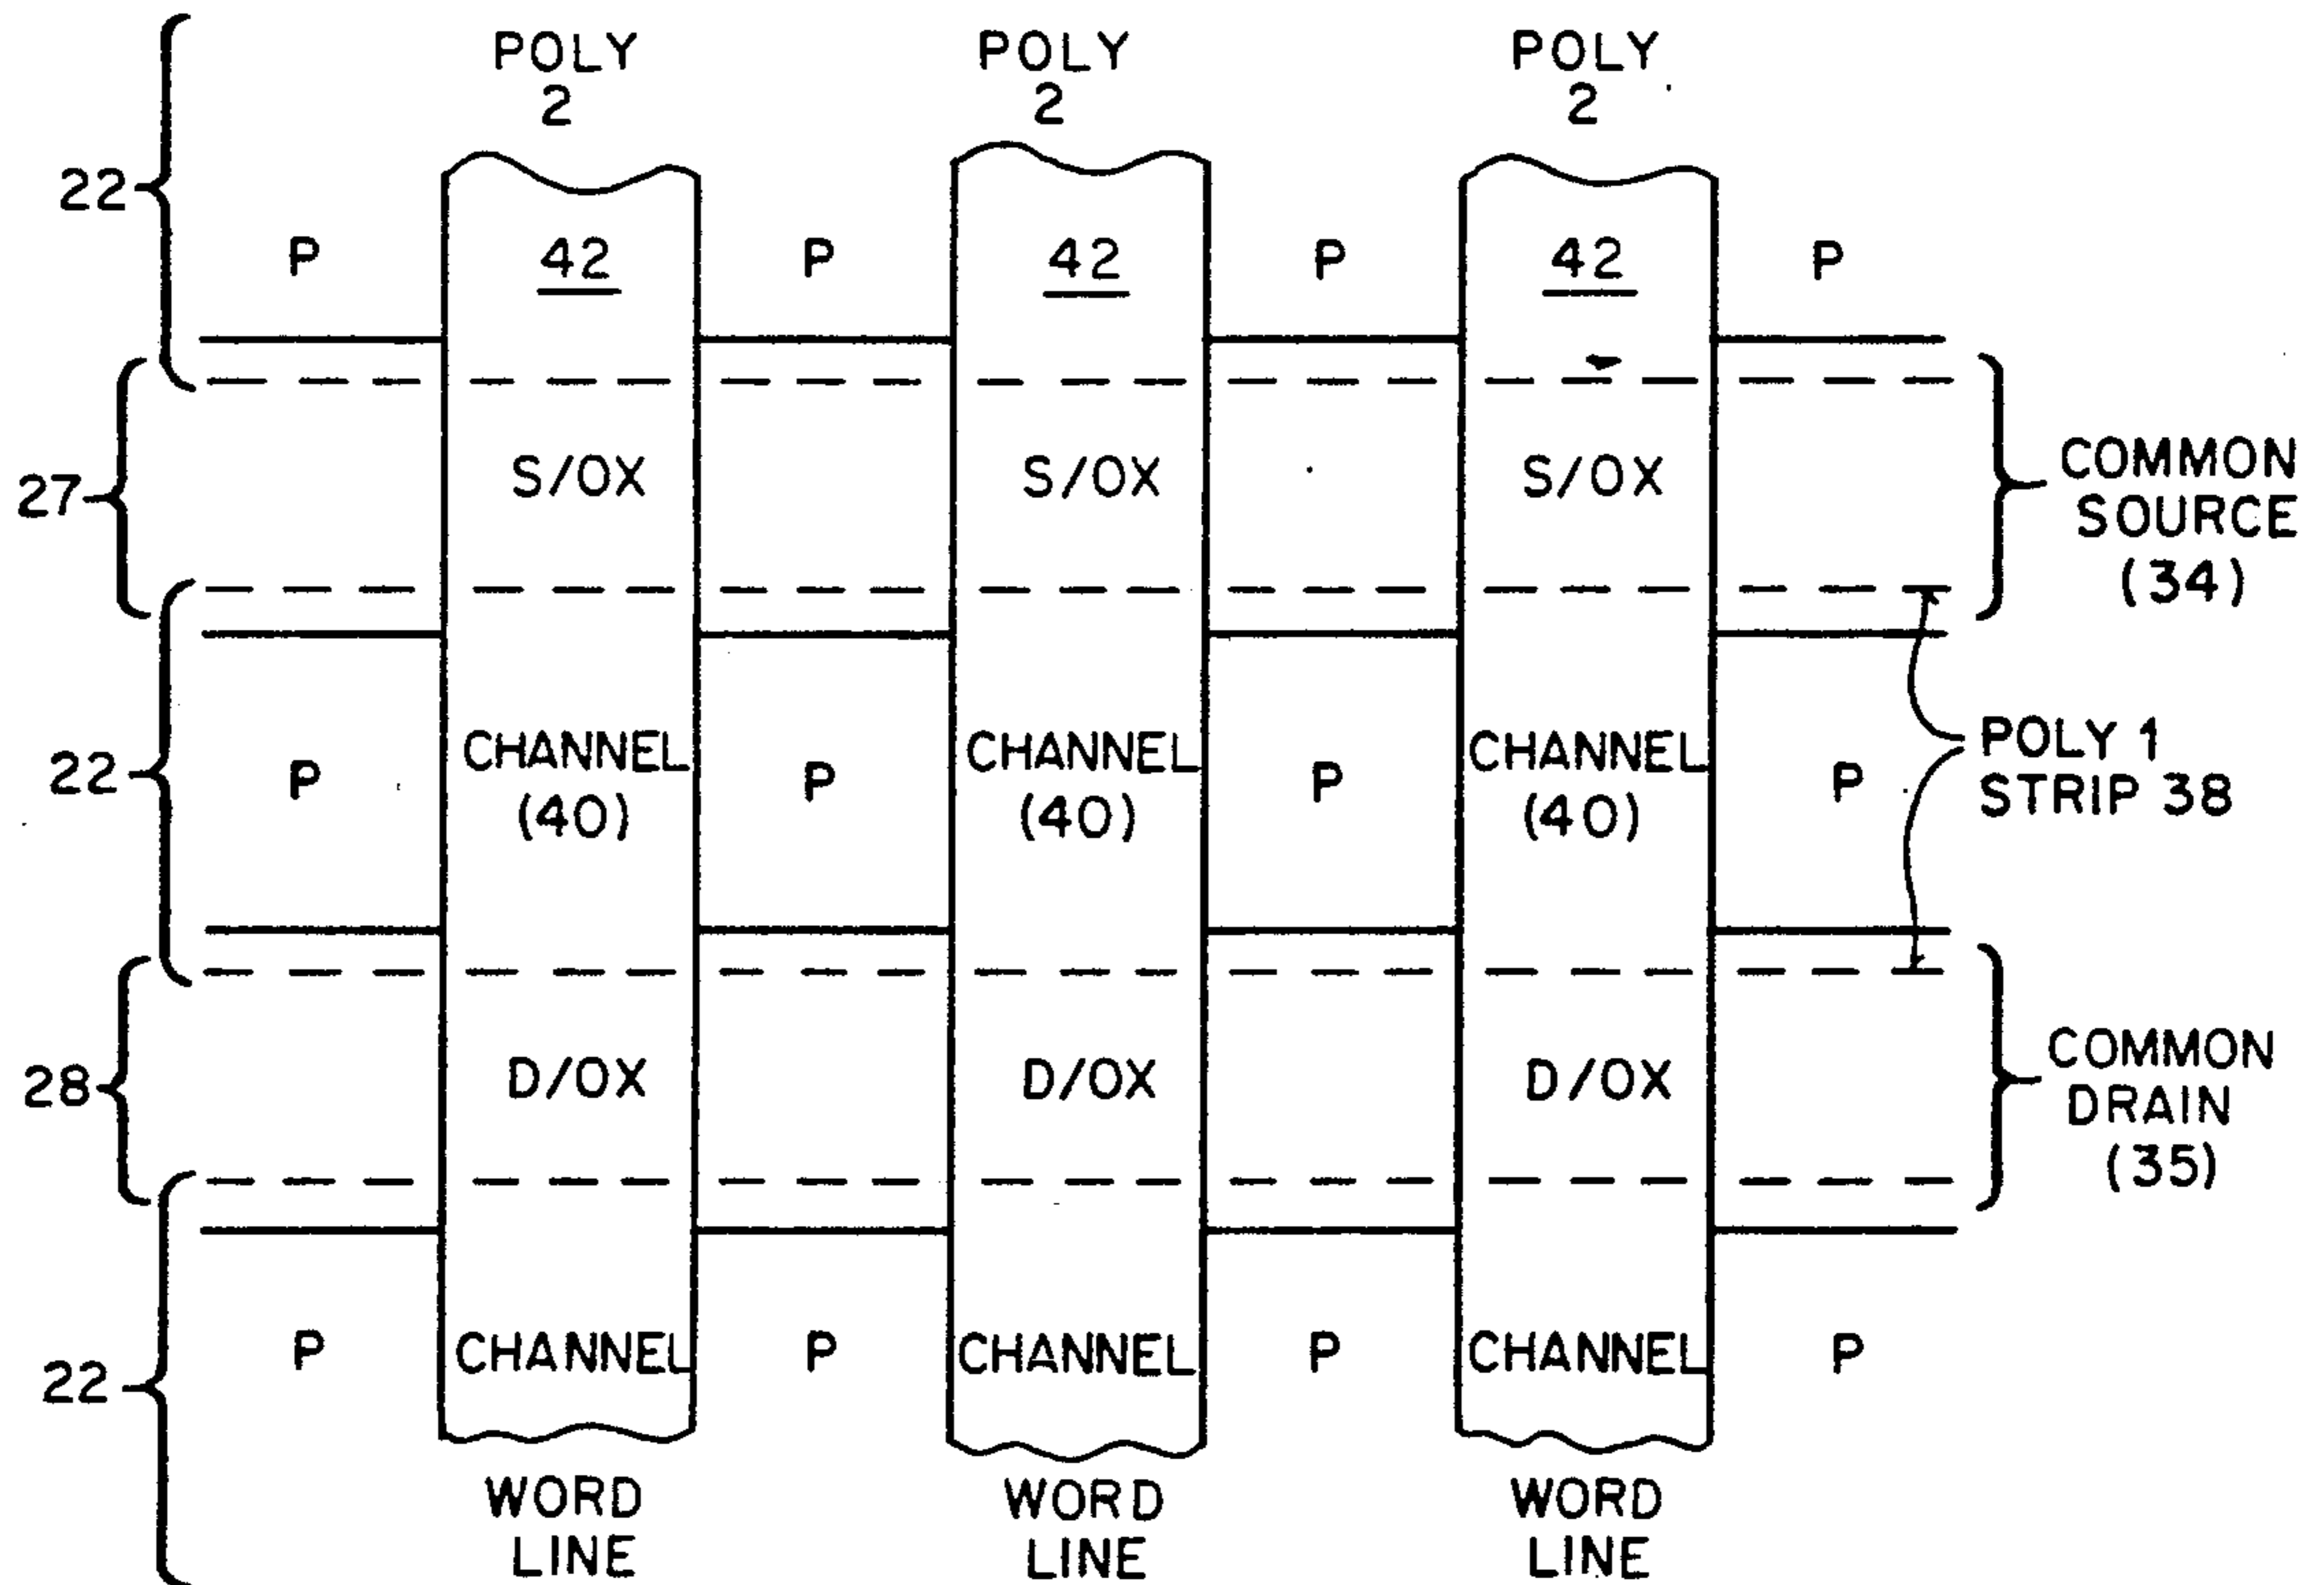 POLY POLY POLY
2 2 2
22
P 42 P 42 P 42 P
27
S/OX S/OX S/OX
COMMON
SOURCE
(34)
22
P CHANNEL P CHANNEL P CHANNEL P
(40) (40) (40)
POLY 1
STRIP 38
28
D/OX D/OX D/OX
COMMON
DRAIN
(35)
22
P CHANNEL P CHANNEL P CHANNEL P
WORD WORD WORD
LINE LINE LINE